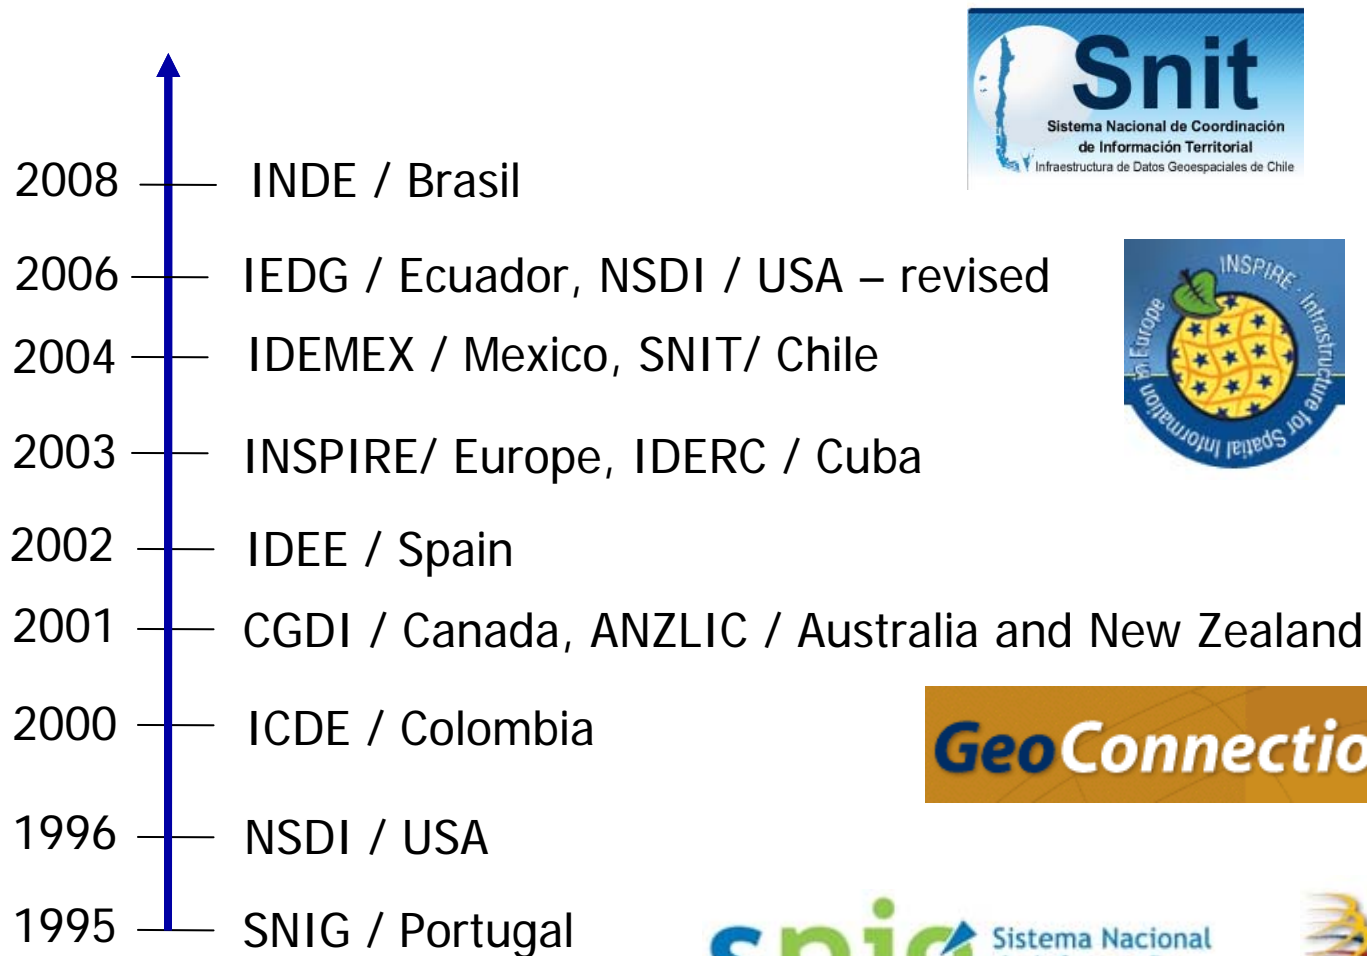 Snit
Sistema Nacional de Coordinación
de Información Territorial
Infraestructura de Datos Geoespaciales de Chile
2008 INDE / Brasil
2006 IEDG / Ecuador, NSDI / USA – revised
INSPIRE - Infrastructure for Spatial Information in Europe
2004 IDEMEX / Mexico, SNIT/ Chile
2003 INSPIRE/ Europe, IDERC / Cuba
2002 IDEE / Spain
2001 CGDI / Canada, ANZLIC / Australia and New Zealand
2000 ICDE / Colombia
GeoConnectio
1996 NSDI / USA
1995 SNIG / Portugal
snig Sistema Nacional